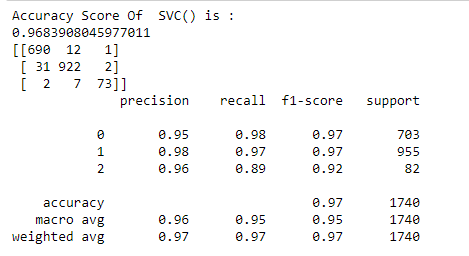 Accuracy Score Of  SVC() is :
0.9683908045977011
[[690  12   1]
 [ 31 922   2]
 [  2   7  73]]
              precision    recall  f1-score   support

           0       0.95      0.98      0.97       703
           1       0.98      0.97      0.97       955
           2       0.96      0.89      0.92        82

    accuracy                           0.97      1740
   macro avg       0.96      0.95      0.95      1740
weighted avg       0.97      0.97      0.97      1740